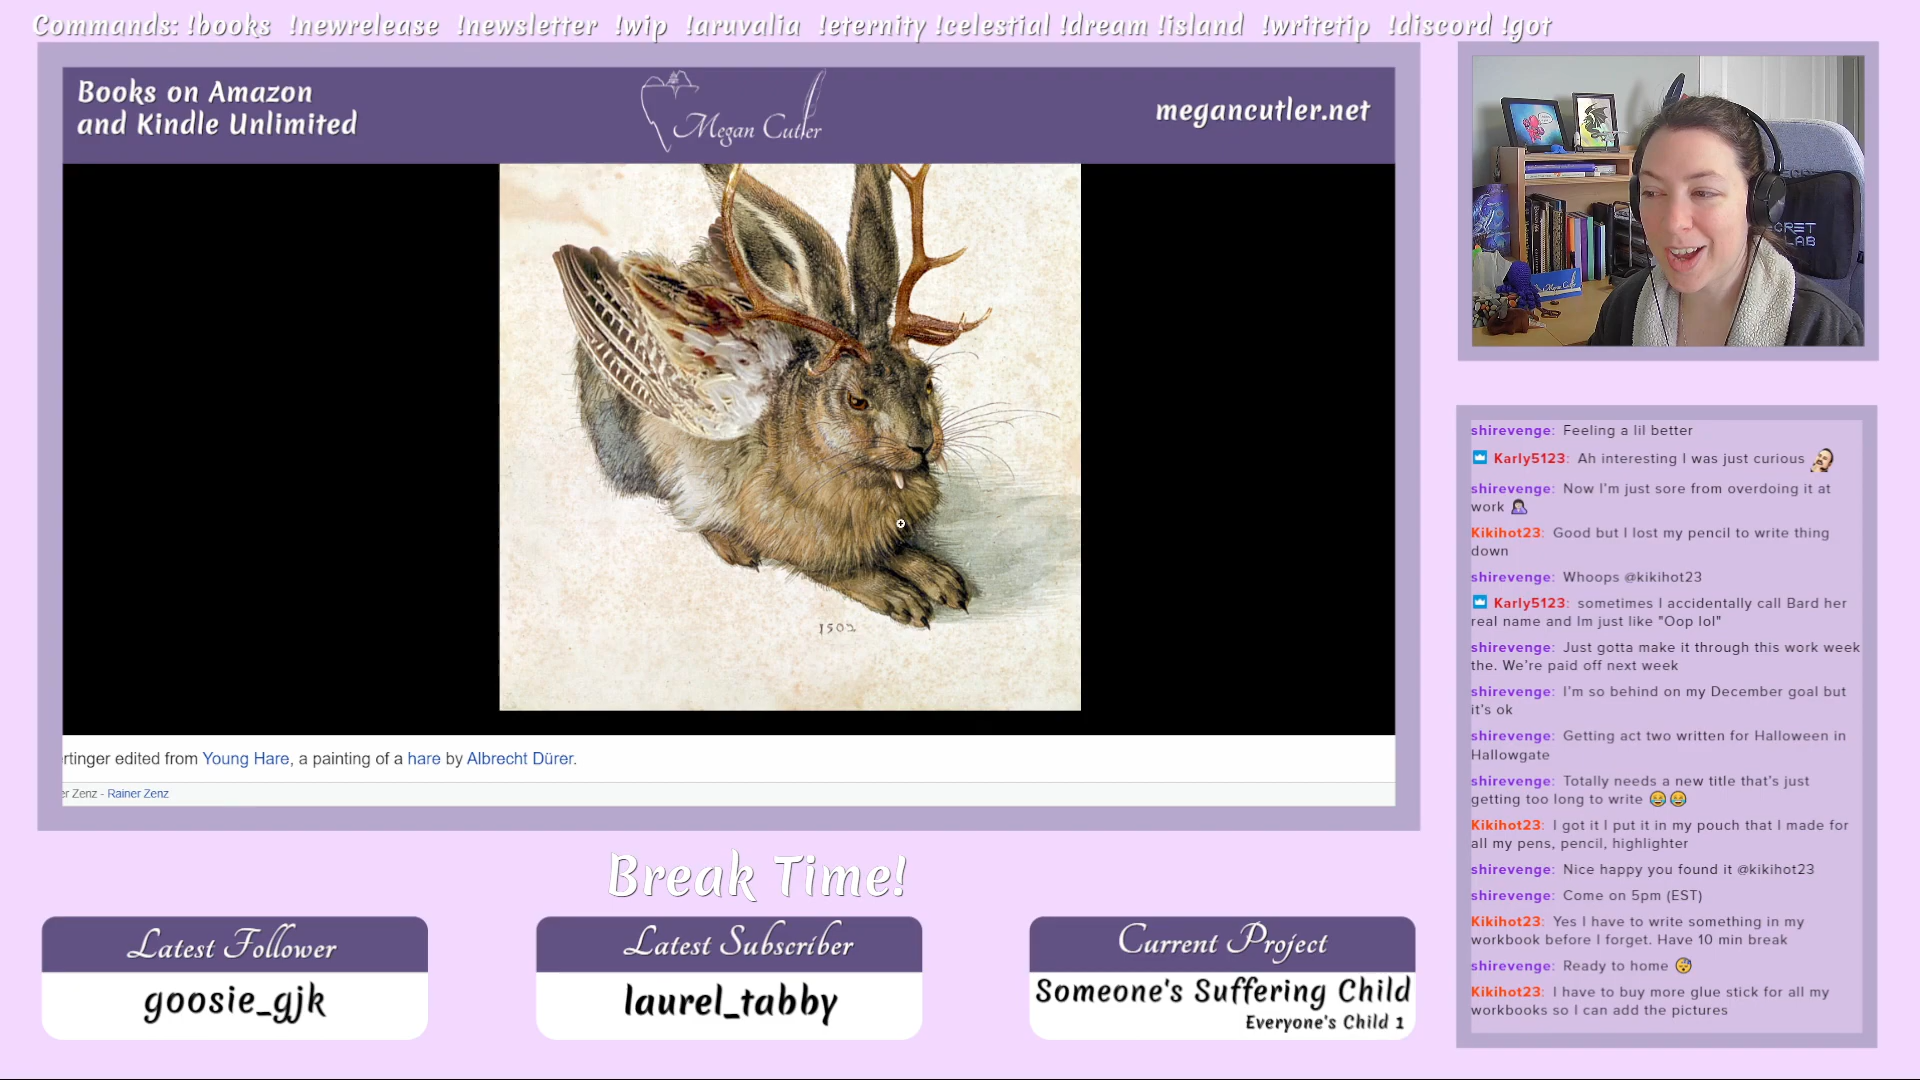 Commands: !books !newrelease !newsletter !wip !aruvalia !eternity !celestial !dream !island !writetip !discord !got
Books on Amazon
and Kindle Unlimited
Megan Cutler
megancutler.net
1502
edited from Young Hare, a painting of a hare by Albrecht Dürer.
Zenz - Rainer Zenz
CRET
LAB
Megan Cutler
shirevenge: Feeling a lil better
Karly5123: Ah interesting I was just curious
shirevenge: Now I'm just sore from overdoing it at
work
Kikihot23: Good but I lost my pencil to write thing
down
shirevenge: Whoops @kikihot23
Karly5123: sometimes I accidentally call Bard her
real name and Im just like "Oop lol"
shirevenge: Just gotta make it through this work week
the. We're paid off next week
shirevenge: I'm so behind on my December goal but
it's ok
shirevenge: Getting act two written for Halloween in
Hallowgate
shirevenge: Totally needs a new title that's just
getting too long to write
Kikihot23: I got it I put it in my pouch that I made for
all my pens, pencil, highlighter
shirevenge: Nice happy you found it @kikihot23
shirevenge: Come on 5pm (EST)
Kikihot23: Yes I have to write something in my
workbook before I forget. Have 10 min break
shirevenge: Ready to home
Kikihot23: I have to buy more glue stick for all my
workbooks so I can add the pictures
Break Time!
Latest Follower
goosie_gjk
Latest Subscriber
laurel_tabby
Current Project
Someone's Suffering Child
Everyone's Child 1